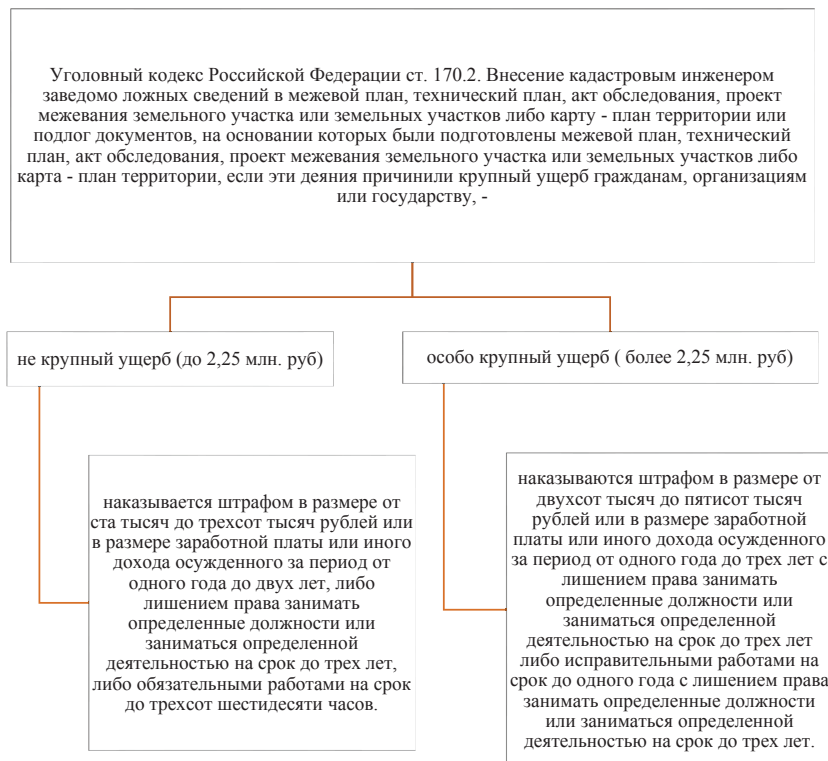 Уголовный кодекс Российской Федерации ст. 170.2. Внесение кадастровым инженером
заведомо ложных сведений в межевой план, технический план, акт обследования, проект
межевания земельного участка или земельных участков либо карту - план территории или
подлог документов, на основании которых были подготовлены межевой план, технический
план, акт обследования, проект межевания земельного участка или земельных участков либо
карта - план территории, если эти деяния причинили крупный ущерб гражданам, организациям
или государству, -
не крупный ущерб (до 2,25 млн. руб)
особо крупный ущерб ( более 2,25 млн. руб)
наказывается штрафом в размере от
ста тысяч до трехсот тысяч рублей или
в размере заработной платы или иного
дохода осужденного за период от
одного года до двух лет, либо
лишением права занимать
определенные должности или
заниматься определенной
деятельностью на срок до трех лет,
либо обязательными работами на срок
до трехсот шестидесяти часов.
наказываются штрафом в размере от
двухсот тысяч до пятисот тысяч
рублей или в размере заработной
платы или иного дохода осужденного
за период от одного года до трех лет с
лишением права занимать
определенные должности или
заниматься определенной
деятельностью на срок до трех лет
либо исправительными работами на
срок до одного года с лишением права
занимать определенные должности
или заниматься определенной
деятельностью на срок до трех лет.